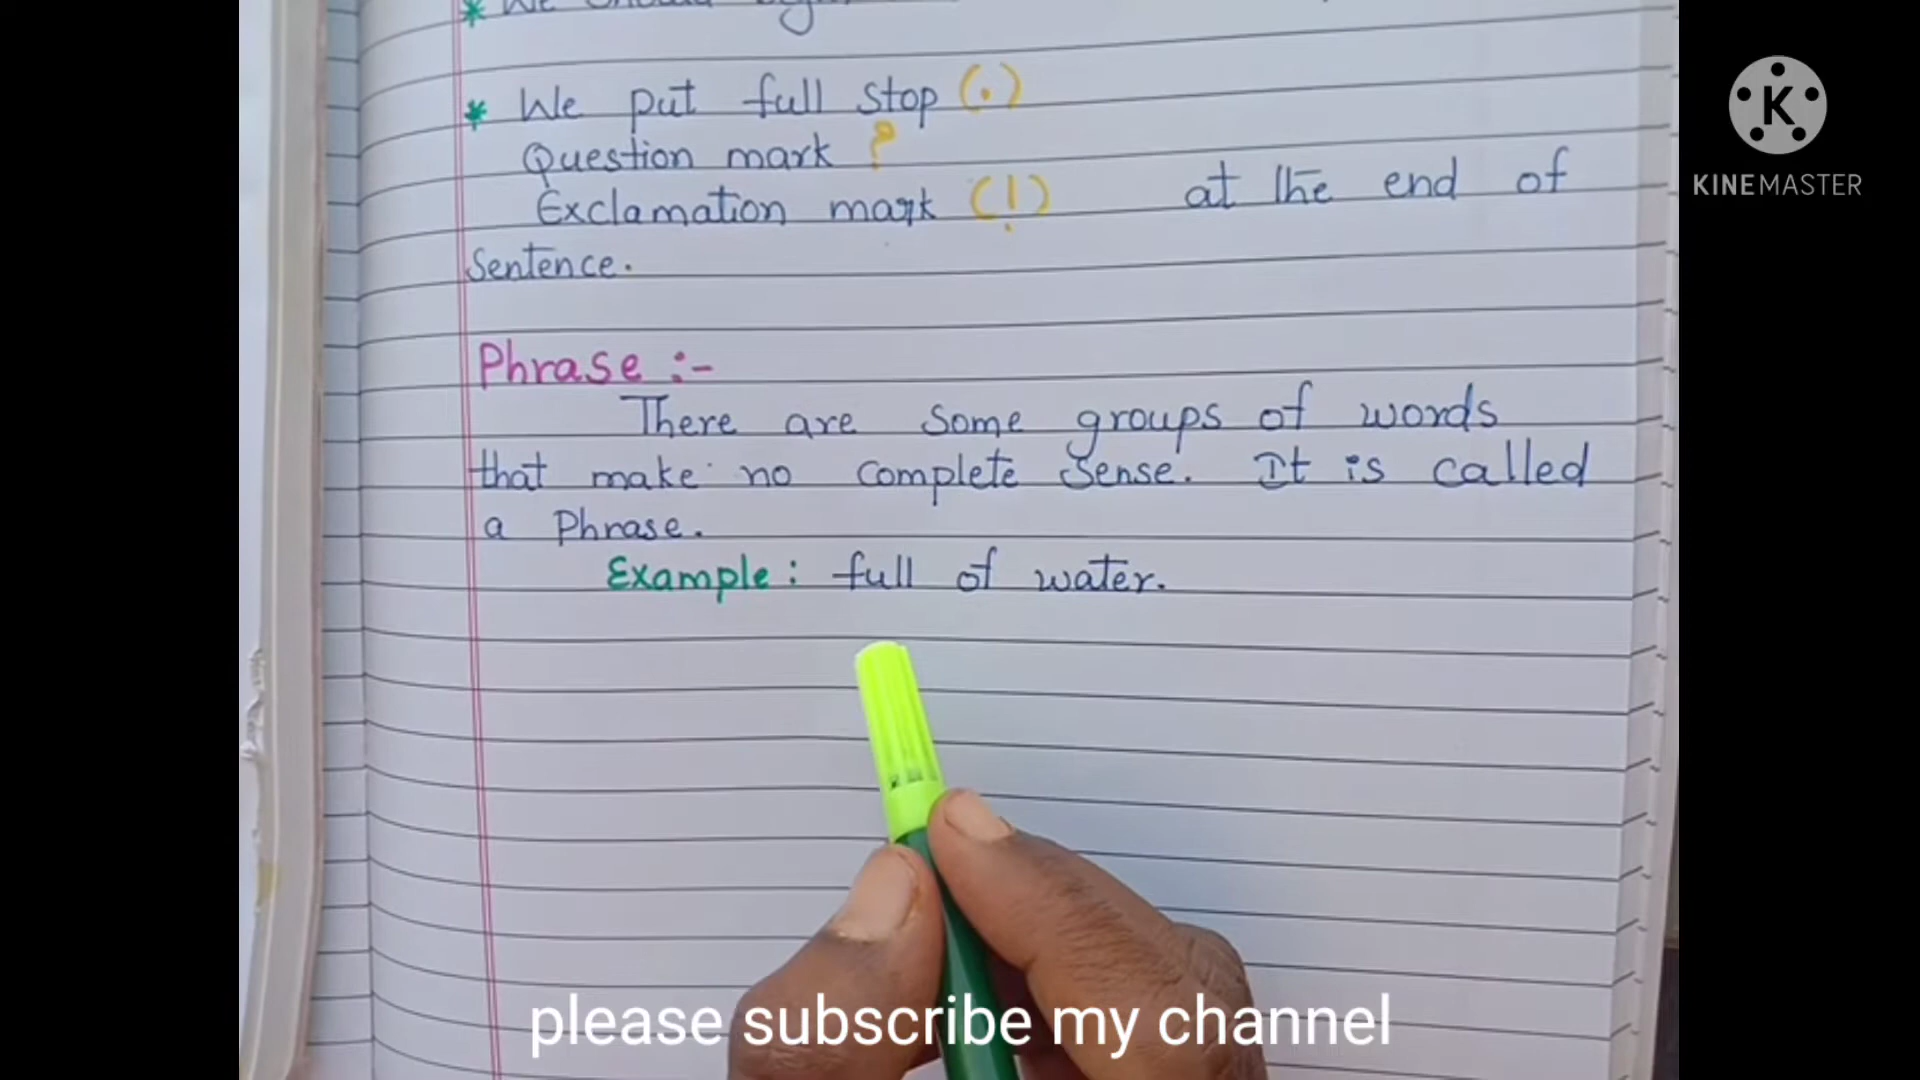 * We should
* We put full stop (.)
Question mark ?
Exclamation mark (!) at the end of
Sentence.
Phrase :-
There are some groups of words
that make no complete sense. It is called
a Phrase.
Example: full of water.
KINEMASTER
please subscribe my channel